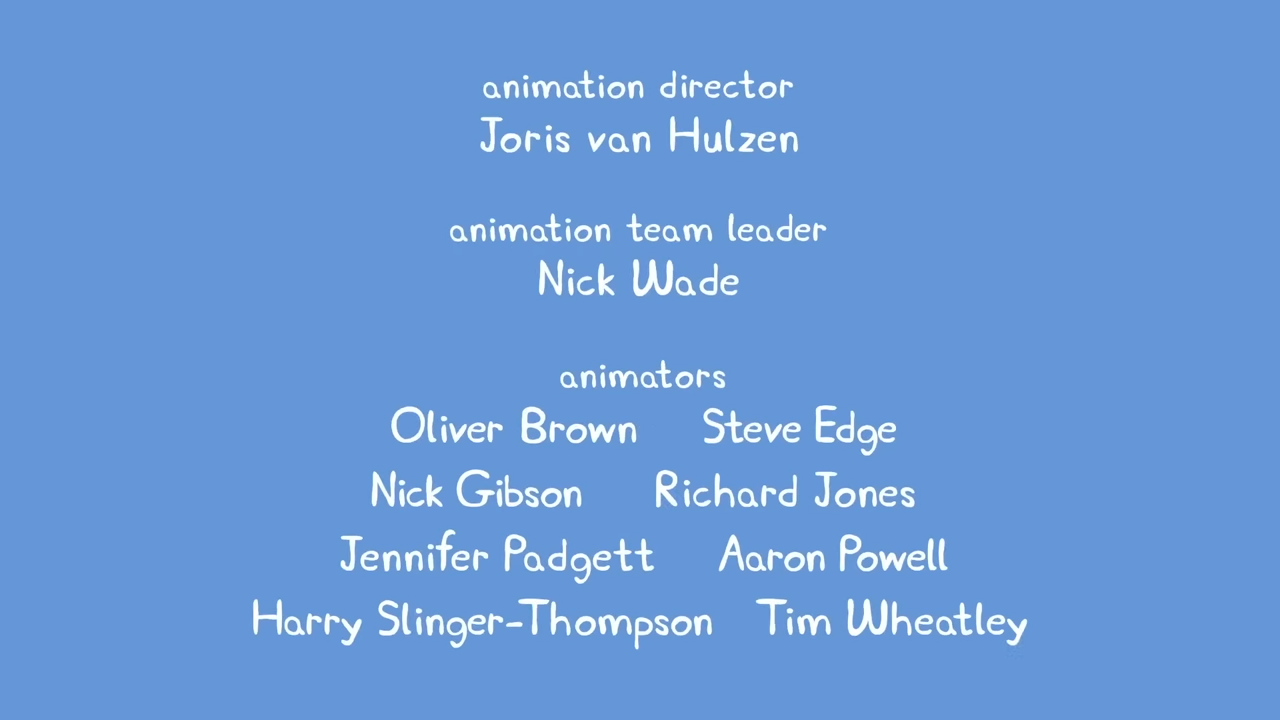 animation director
Joris van Hulzen
animation team leader
Nick Wade
animators
Oliver Brown Steve Edge
Nick Gibson Richard Jones
Jennifer Padgett Aaron Powell
Harry Slinger-Thompson Tim Wheatley